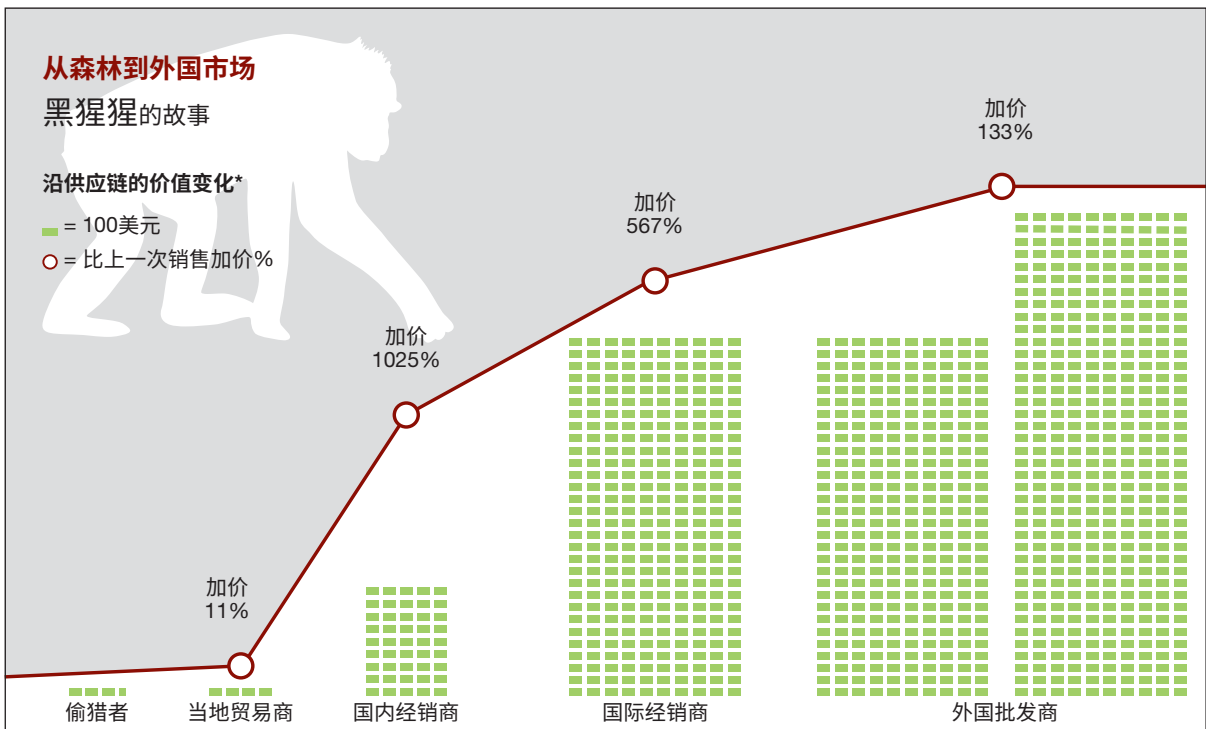 从森林到外国市场
黑猩猩的故事
沿供应链的价值变化*
= 100美元
= 比上一次销售加价%
加价
11%
加价
1025%
加价
567%
加价
133%
偷猎者
当地贸易商
国内经销商
国际经销商
外国批发商